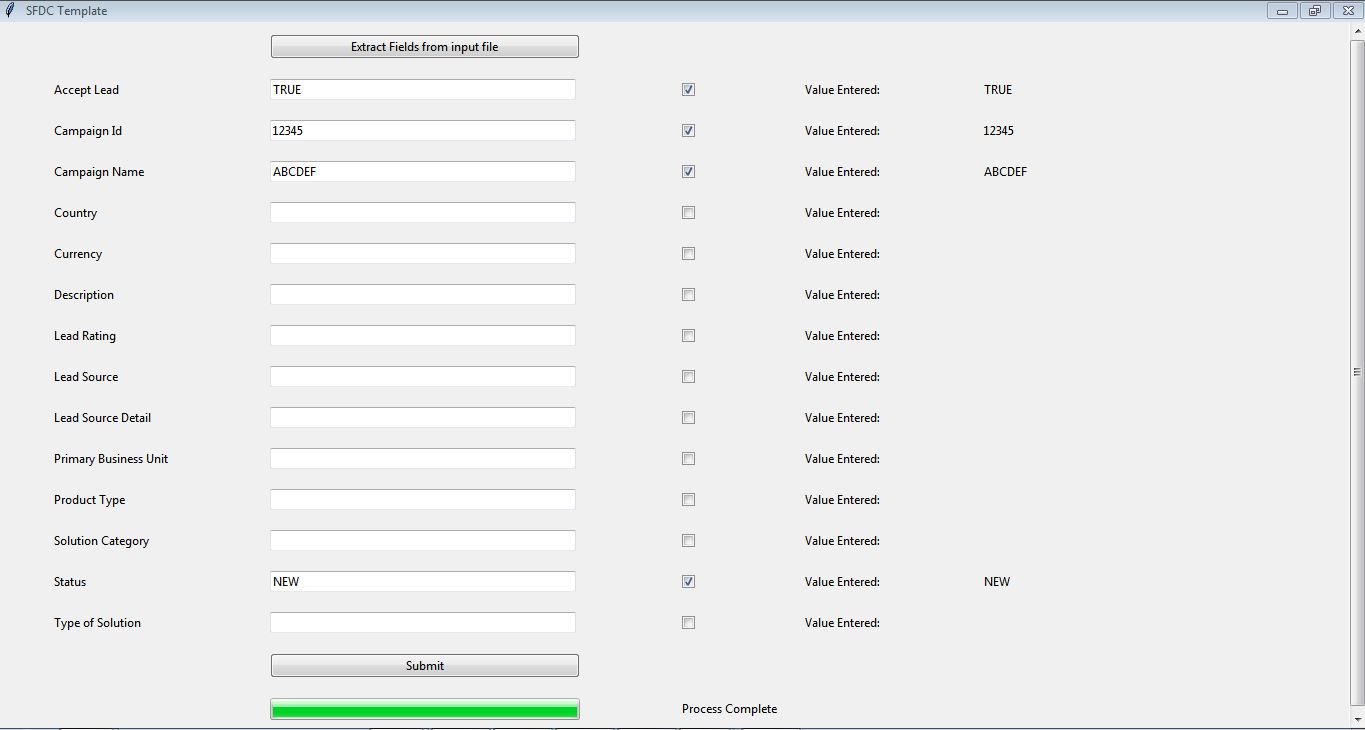 SFDC Template
Extract Fields from input file
Accept Lead TRUE Value Entered: TRUE
Campaign Id 12345 Value Entered: 12345
Campaign Name ABCDEF Value Entered: ABCDEF
Country Value Entered:
Currency Value Entered:
Description Value Entered:
Lead Rating Value Entered:
Lead Source Value Entered:
Lead Source Detail Value Entered:
Primary Business Unit Value Entered:
Product Type Value Entered:
Solution Category Value Entered:
Status NEW Value Entered: NEW
Type of Solution Value Entered:
Submit
Process Complete